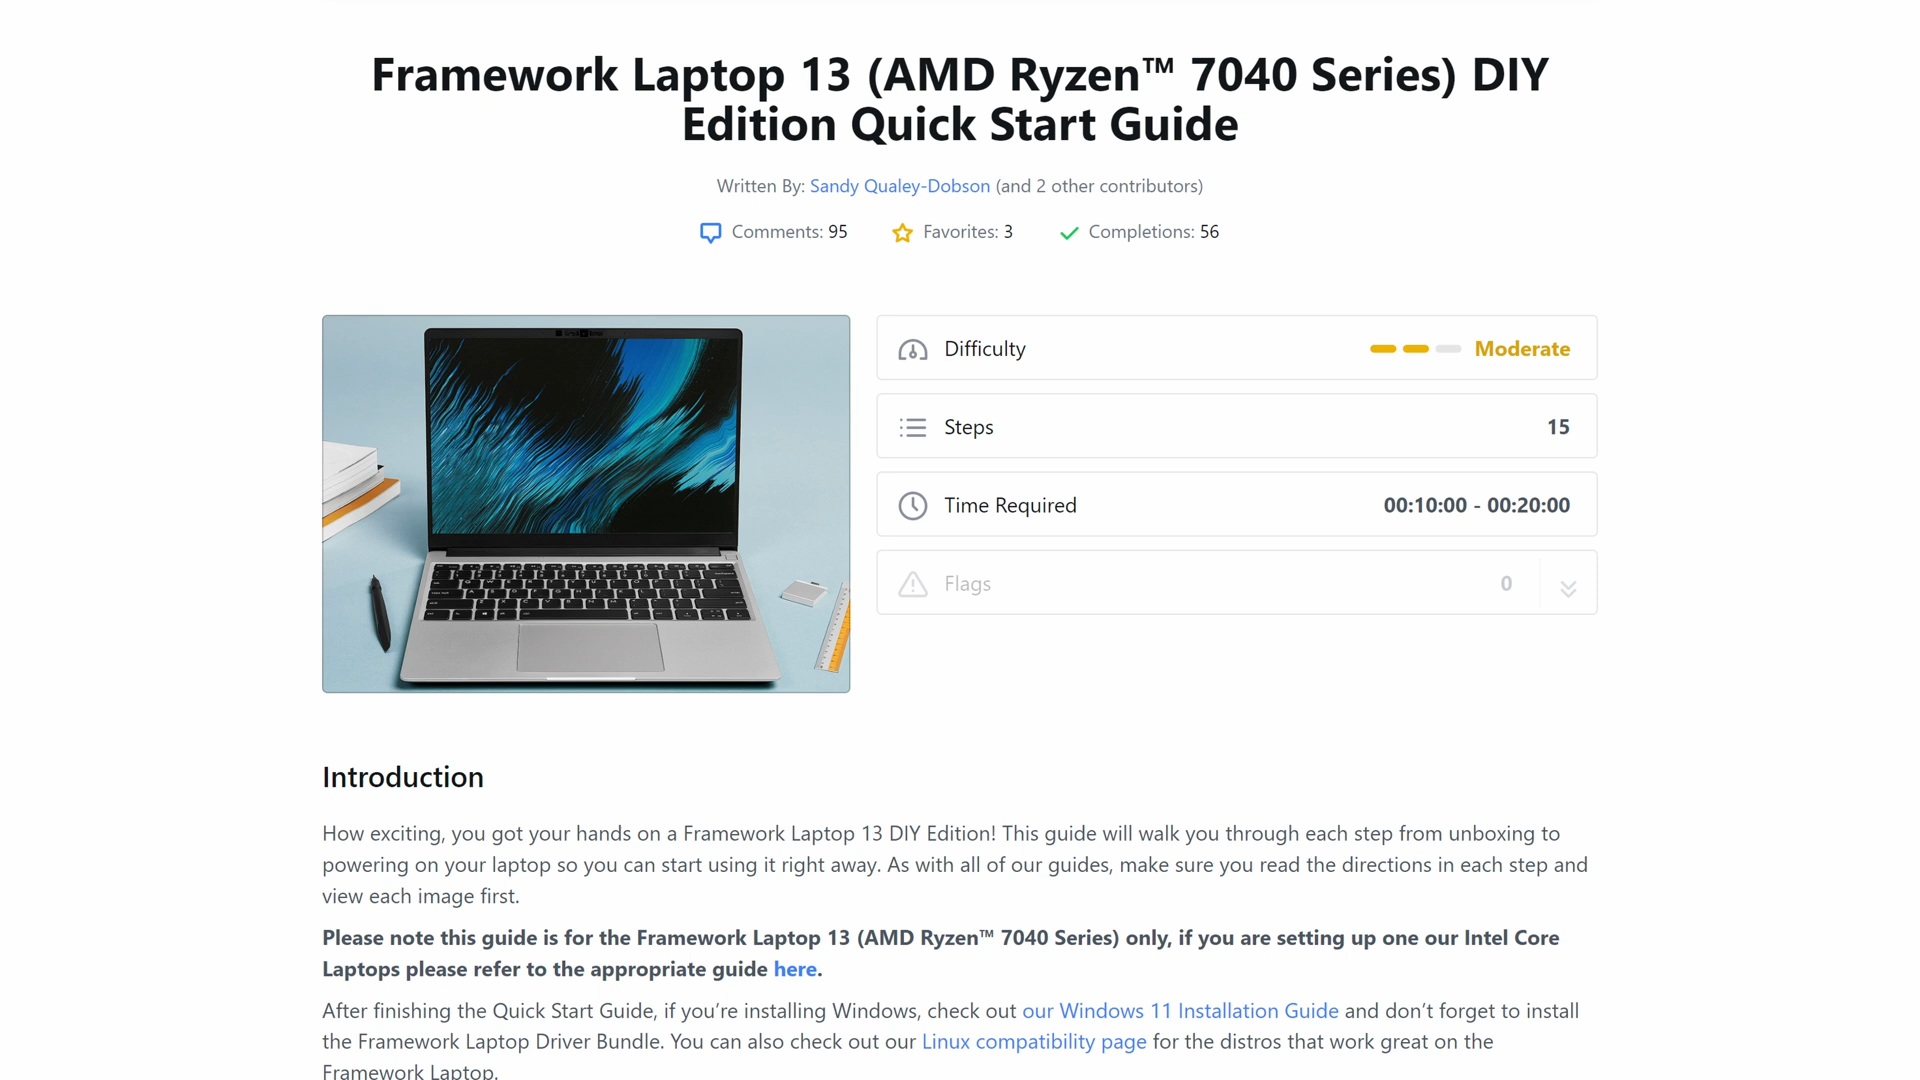 Framework Laptop 13 (AMD Ryzen™ 7040 Series) DIY
Edition Quick Start Guide
Written By: Sandy Qualey-Dobson (and 2 other contributors)
Comments: 95 Favorites: 3 Completions: 56
Difficulty Moderate
Steps 15
Time Required 00:10:00 - 00:20:00
Flags 0
Introduction
How exciting, you got your hands on a Framework Laptop 13 DIY Edition! This guide will walk you through each step from unboxing to
powering on your laptop so you can start using it right away. As with all of our guides, make sure you read the directions in each step and
view each image first.
Please note this guide is for the Framework Laptop 13 (AMD Ryzen™ 7040 Series) only, if you are setting up one our Intel Core
Laptops please refer to the appropriate guide here.
After finishing the Quick Start Guide, if you’re installing Windows, check out our Windows 11 Installation Guide and don’t forget to install
the Framework Laptop Driver Bundle. You can also check out our Linux compatibility page for the distros that work great on the
Framework Laptop.